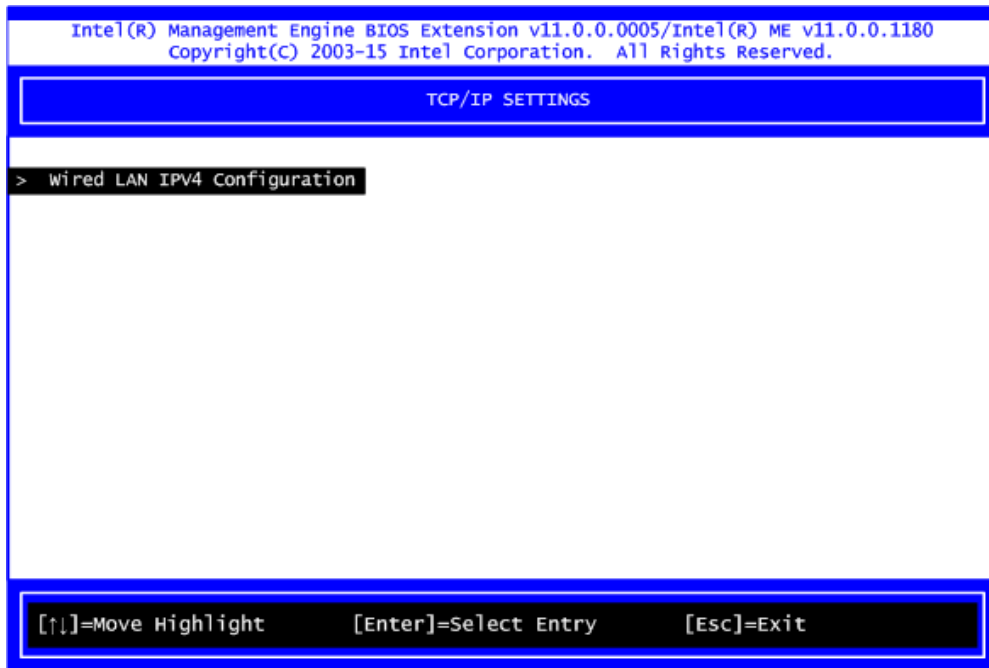 Intel(R) Management Engine BIOS Extension v11.0.0.0005/Intel(R) ME v11.0.0.1180
Copyright(C) 2003-15 Intel Corporation. All Rights Reserved.
TCP/IP SETTINGS
> Wired LAN IPV4 Configuration
[↑↓]=Move Highlight [Enter]=Select Entry [Esc]=Exit